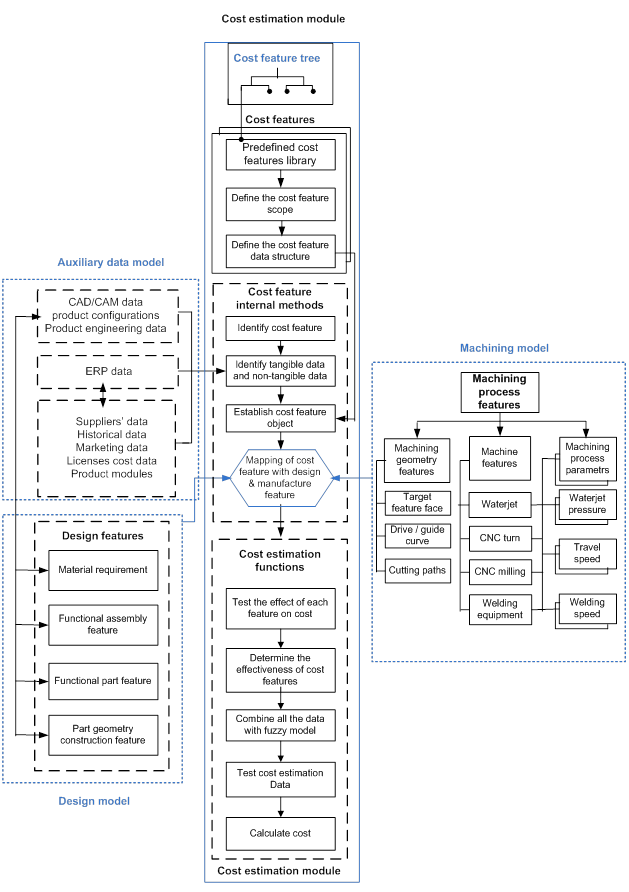 Cost estimation module
Cost feature tree
Cost features
Predefined cost
features library
Define the cost feature
scope
Define the cost feature
data structure
Auxiliary data model
CAD/CAM data
product configurations
Product engineering data
ERP data
Suppliers' data
Historical data
Marketing data
Licenses cost data
Product modules
Cost feature
internal methods
Identify cost feature
Identify tangible data
and non-tangible data
Establish cost feature
object
Mapping of cost
feature with design
& manufacture
feature
Machining model
Machining
process
features
Machining
geometry
features
Machine
features
Machining
process
parametrs
Target
feature face
Drive / guide
curve
Cutting paths
Waterjet
CNC turn
CNC milling
Welding
equipment
Waterjet
pressure
Travel
speed
Welding
speed
Design features
Material requirement
Functional assembly
feature
Functional part feature
Part geometry
construction feature
Design model
Cost estimation
functions
Test the effect of each
feature on cost
Determine the
effectiveness of cost
features
Combine all the data
with fuzzy model
Test cost estimation
Data
Calculate cost
Cost estimation module